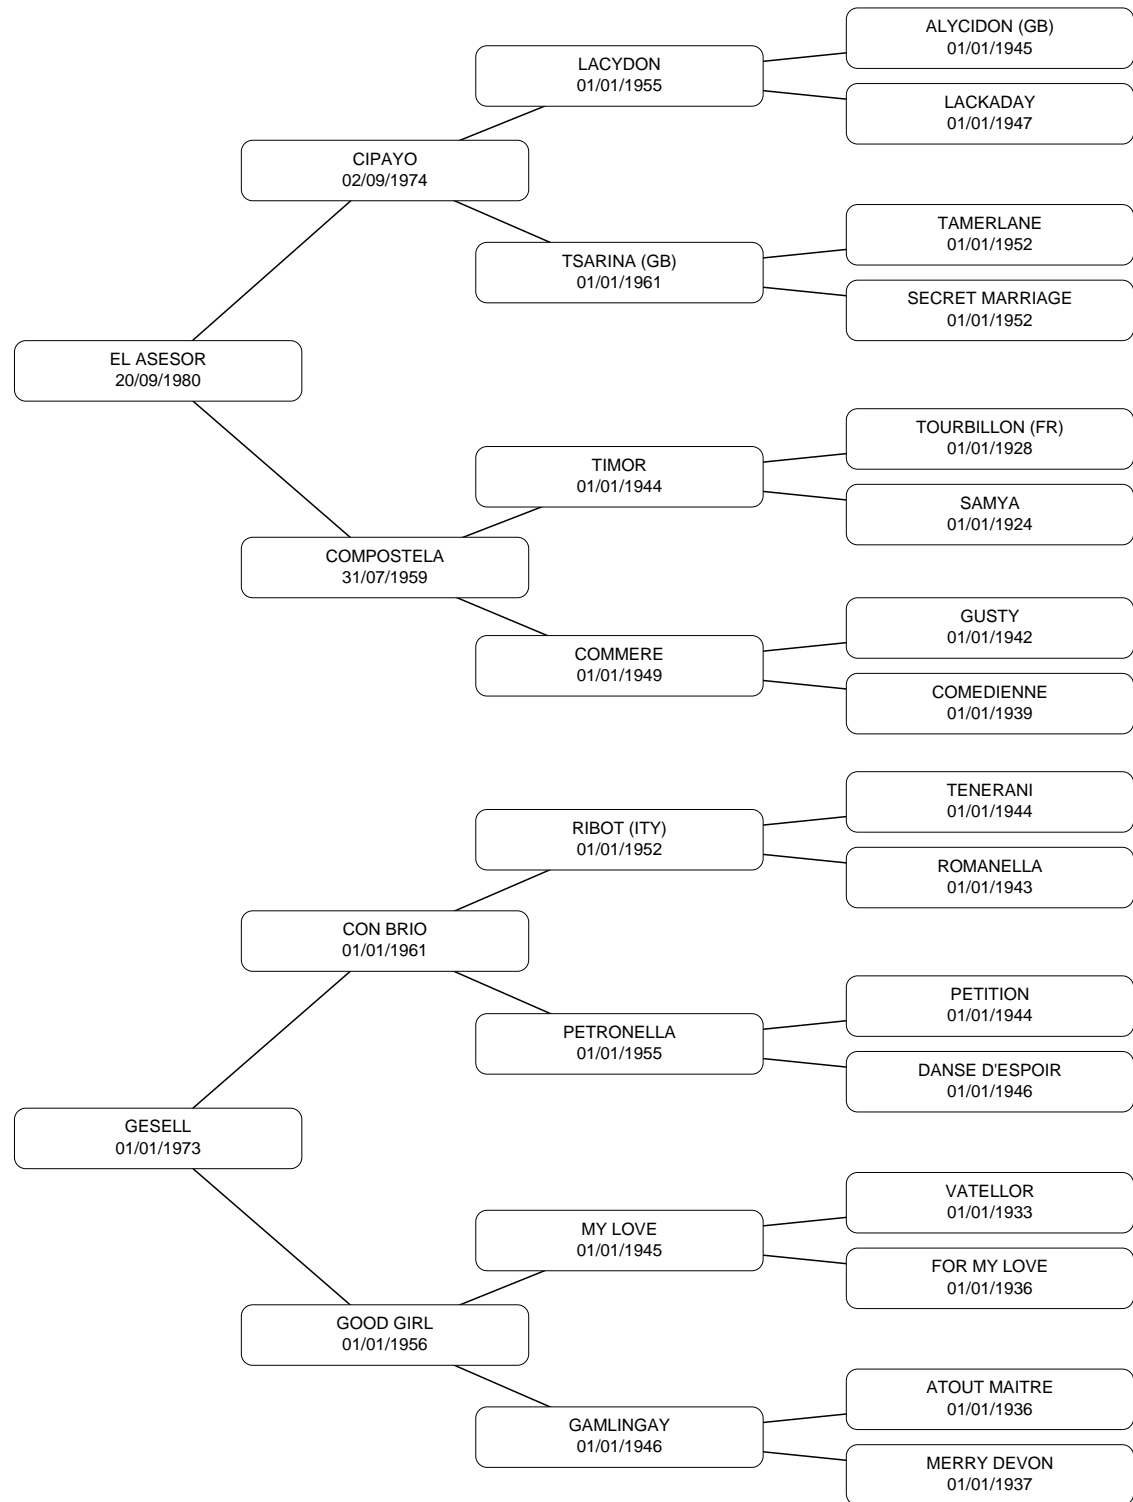 ALYCIDON (GB)
01/01/1945
LACYDON
01/01/1955
LACKADAY
01/01/1947
CIPAYO
02/09/1974
TAMERLANE
01/01/1952
TSARINA (GB)
01/01/1961
SECRET MARRIAGE
01/01/1952
EL ASESOR
20/09/1980
TOURBILLON (FR)
01/01/1928
TIMOR
01/01/1944
SAMYA
01/01/1924
COMPOSTELA
31/07/1959
GUSTY
01/01/1942
COMMERE
01/01/1949
COMEDIENNE
01/01/1939
TENERANI
01/01/1944
RIBOT (ITY)
01/01/1952
ROMANELLA
01/01/1943
CON BRIO
01/01/1961
PETITION
01/01/1944
PETRONELLA
01/01/1955
DANSE D'ESPOIR
01/01/1946
GESELL
01/01/1973
VATELLOR
01/01/1933
MY LOVE
01/01/1945
FOR MY LOVE
01/01/1936
GOOD GIRL
01/01/1956
ATOUT MAITRE
01/01/1936
GAMLINGAY
01/01/1946
MERRY DEVON
01/01/1937